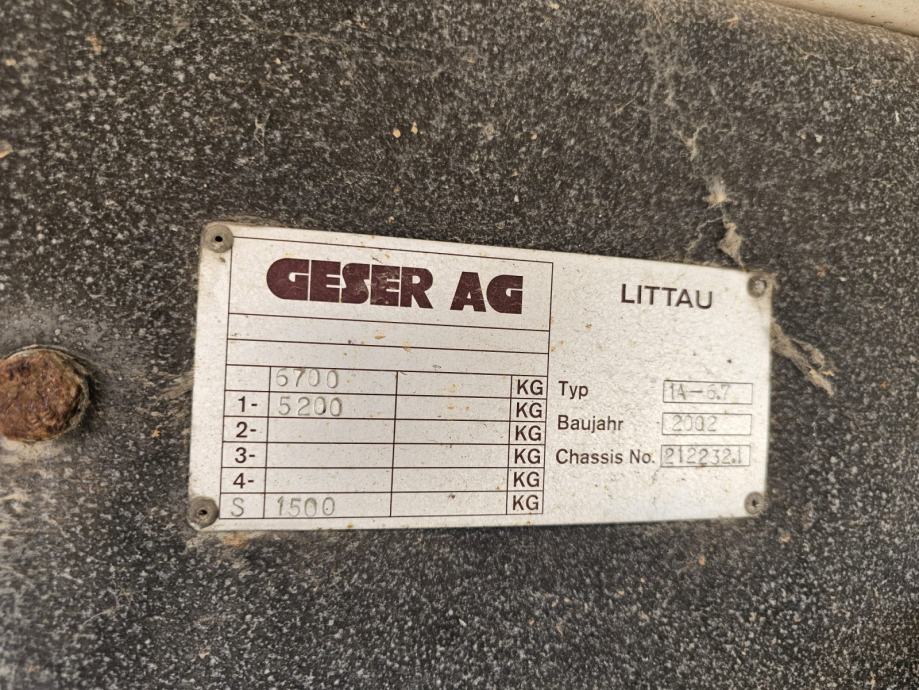 GESER AG
LITTAU
6700 KG
1- 5200 KG
2- KG
3- KG
4- KG
S 1500 KG
Typ 1A-6.7
Baujahr 2002
Chassis No. 212232.1